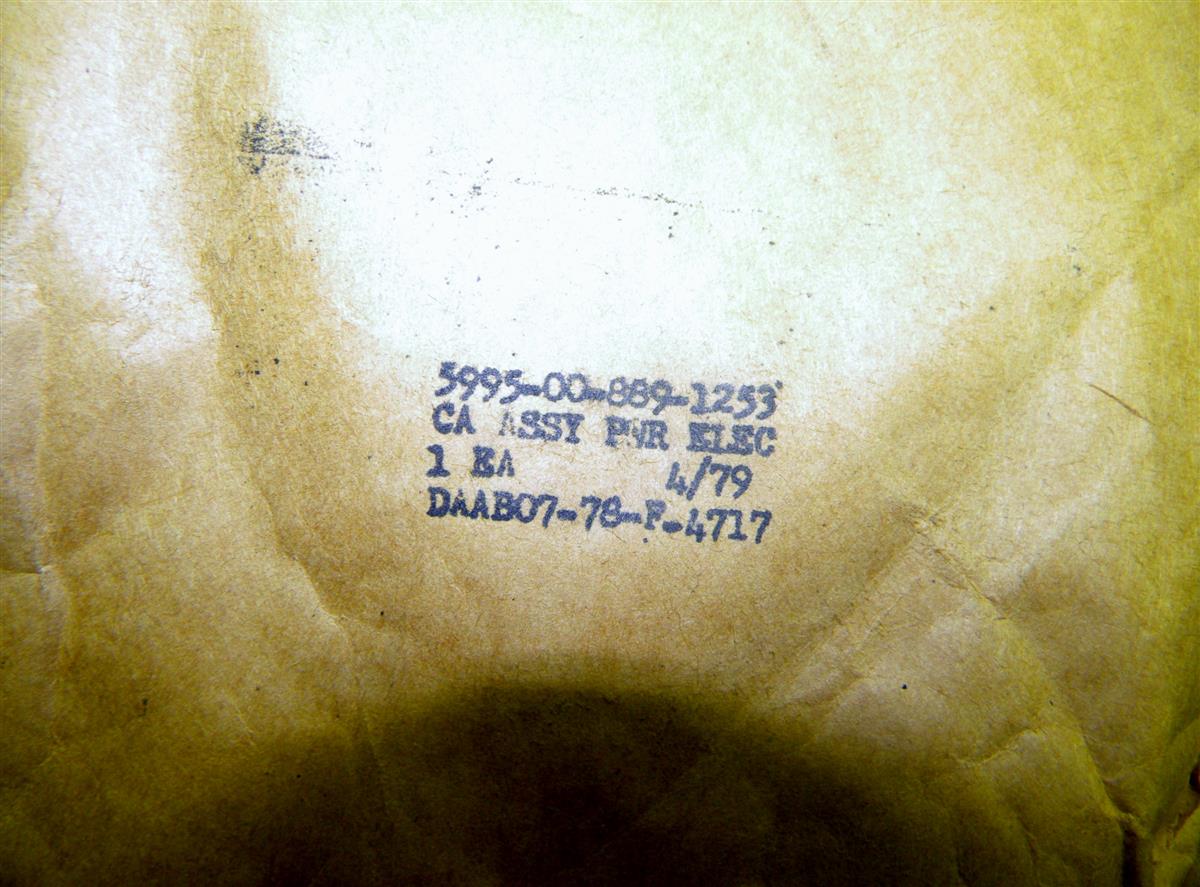 5995-00-889-1253
CA ASSY PWR ELEC
1 EA 4/79
DAAB07-78-F-4717